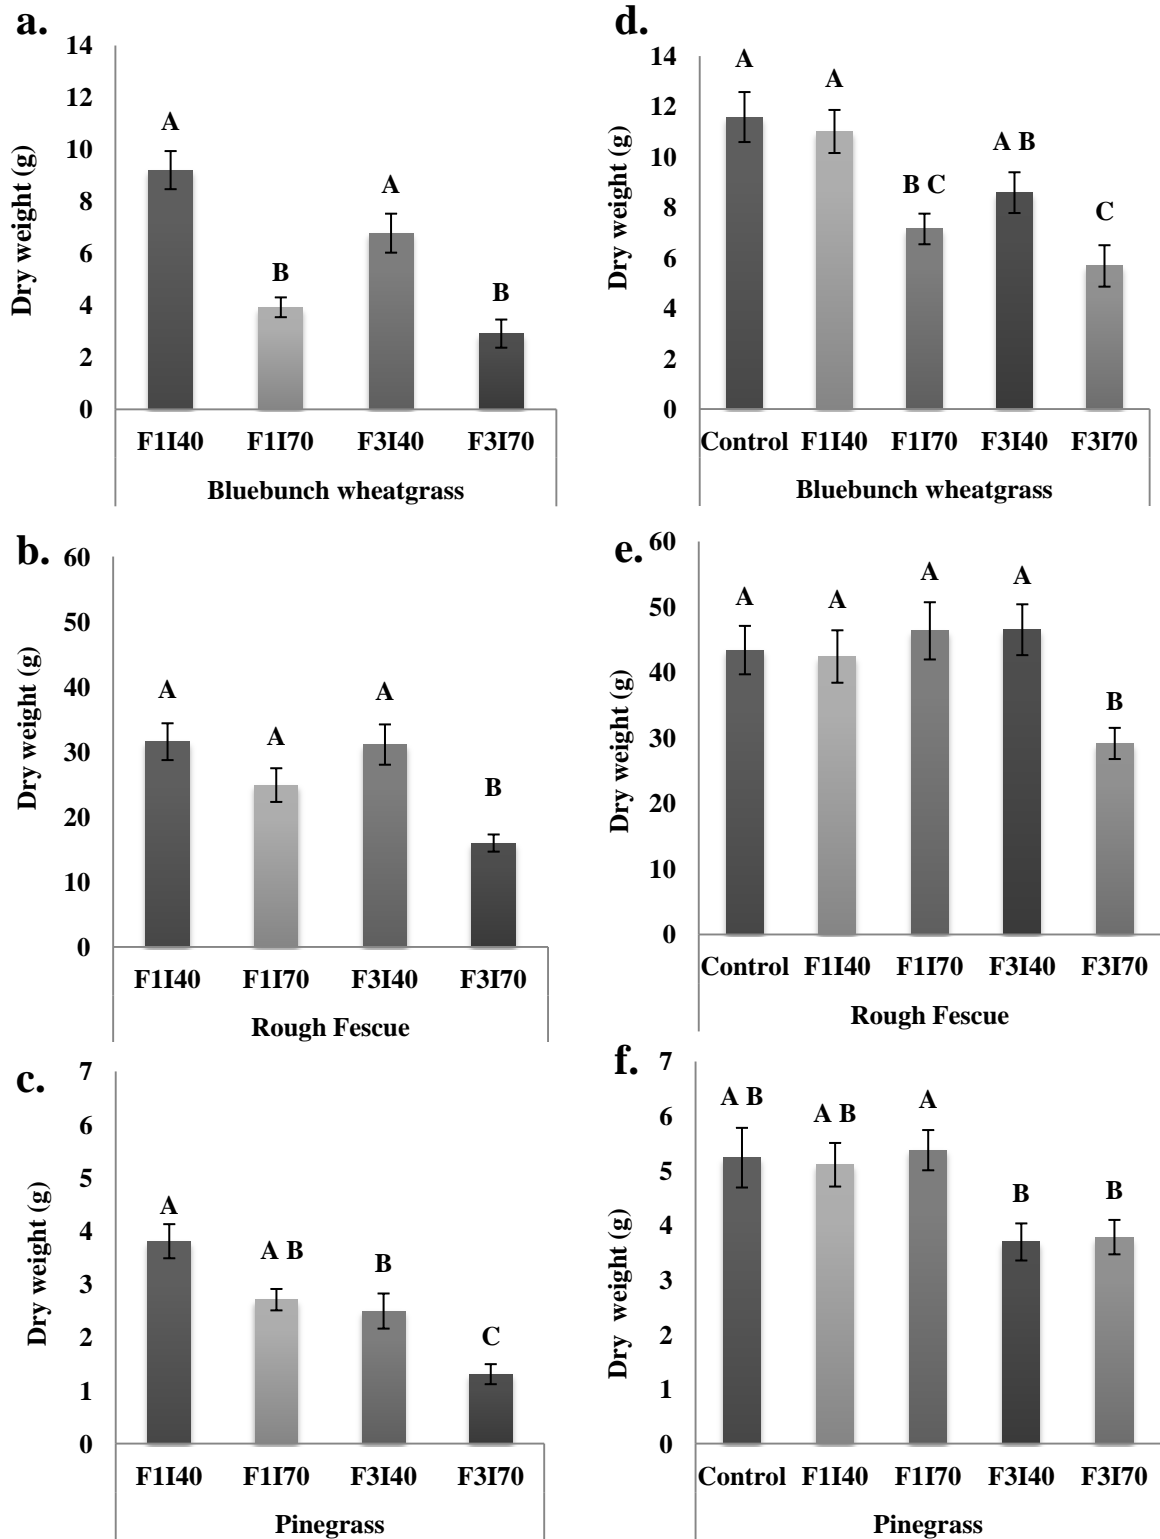 a.
14
12
10
8
6
4
2
0
Dry weight (g)
A
B
A
B
F1I40 F1I70 F3I40 F3I70
Bluebunch wheatgrass
d.
14
12
10
8
6
4
2
0
Dry weight (g)
A
A
B C
A B
C
Control F1I40 F1I70 F3I40 F3I70
Bluebunch wheatgrass
b.
60
50
40
30
20
10
0
Dry weight (g)
A
A
A
B
F1I40 F1I70 F3I40 F3I70
Rough Fescue
e.
60
50
40
30
20
10
0
Dry weight (g)
A
A
A
A
B
Control F1I40 F1I70 F3I40 F3I70
Rough Fescue
c.
7
6
5
4
3
2
1
0
Dry weight (g)
A
A B
B
C
F1I40 F1I70 F3I40 F3I70
Pinegrass
f.
7
6
5
4
3
2
1
0
Dry weight (g)
A B
A B
A
B
B
Control F1I40 F1I70 F3I40 F3I70
Pinegrass